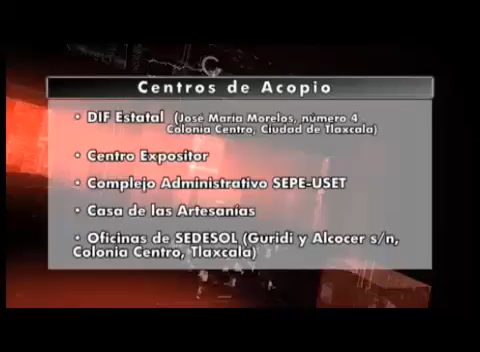 Centros de Acopio
• DIF Estatal (José María Morelos, número 4
Colonia Centro, Ciudad de Tlaxcala)
• Centro Expositor
• Complejo Administrativo SEPE-USET
• Casa de las Artesanías
• Oficinas de SEDESOL (Guridi y Alcocer s/n,
Colonia Centro, Tlaxcala)